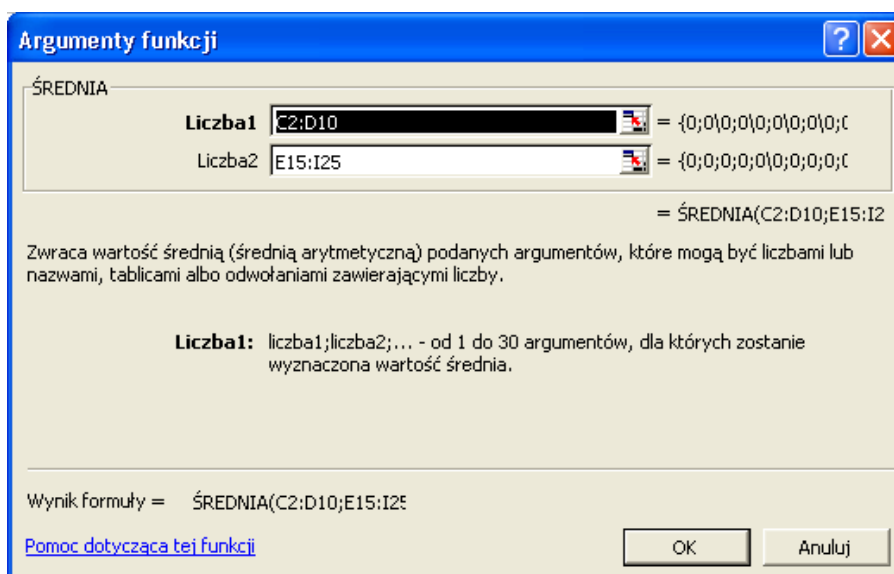 Argumenty funkcji
ŚREDNIA
Liczba1 C2:D10 = {0;0\0;0\0;0\0;0\0;0
Liczba2 E15:I25 = {0;0;0;0;0\0;0;0;0;0
= ŚREDNIA(C2:D10;E15:I2
Zwraca wartość średnią (średnią arytmetyczną) podanych argumentów, które mogą być liczbami lub
nazwami, tablicami albo odwołaniami zawierającymi liczby.
Liczba1: liczba1;liczba2;... - od 1 do 30 argumentów, dla których zostanie
wyznaczona wartość średnia.
Wynik formuły = ŚREDNIA(C2:D10;E15:I25
Pomoc dotycząca tej funkcji
OK Anuluj